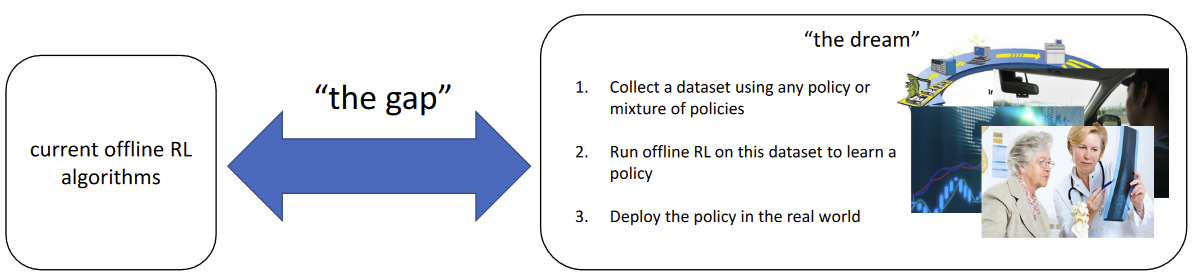 "the dream"
"the gap"
current offline RL
algorithms
1. Collect a dataset using any policy or
mixture of policies
2. Run offline RL on this dataset to learn a
policy
3. Deploy the policy in the real world